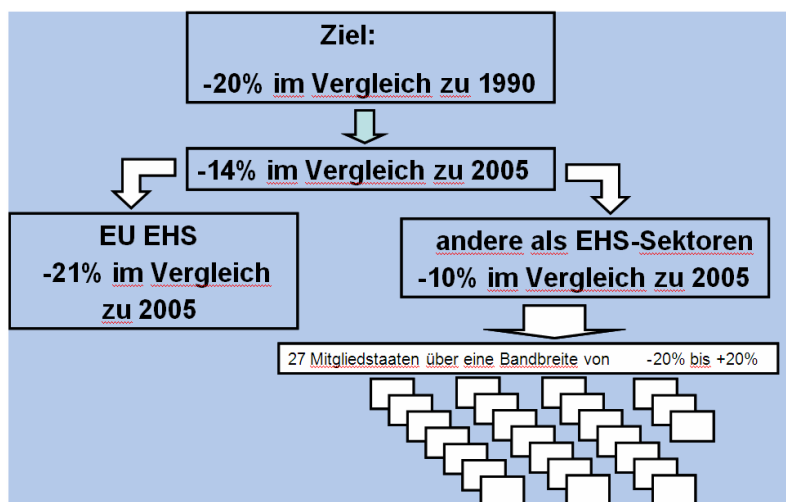 Ziel:
-20% im Vergleich zu 1990
-14% im Vergleich zu 2005
EU EHS
-21% im Vergleich
zu 2005
andere als EHS-Sektoren
-10% im Vergleich zu 2005
27 Mitgliedstaaten über eine Bandbreite von -20% bis +20%